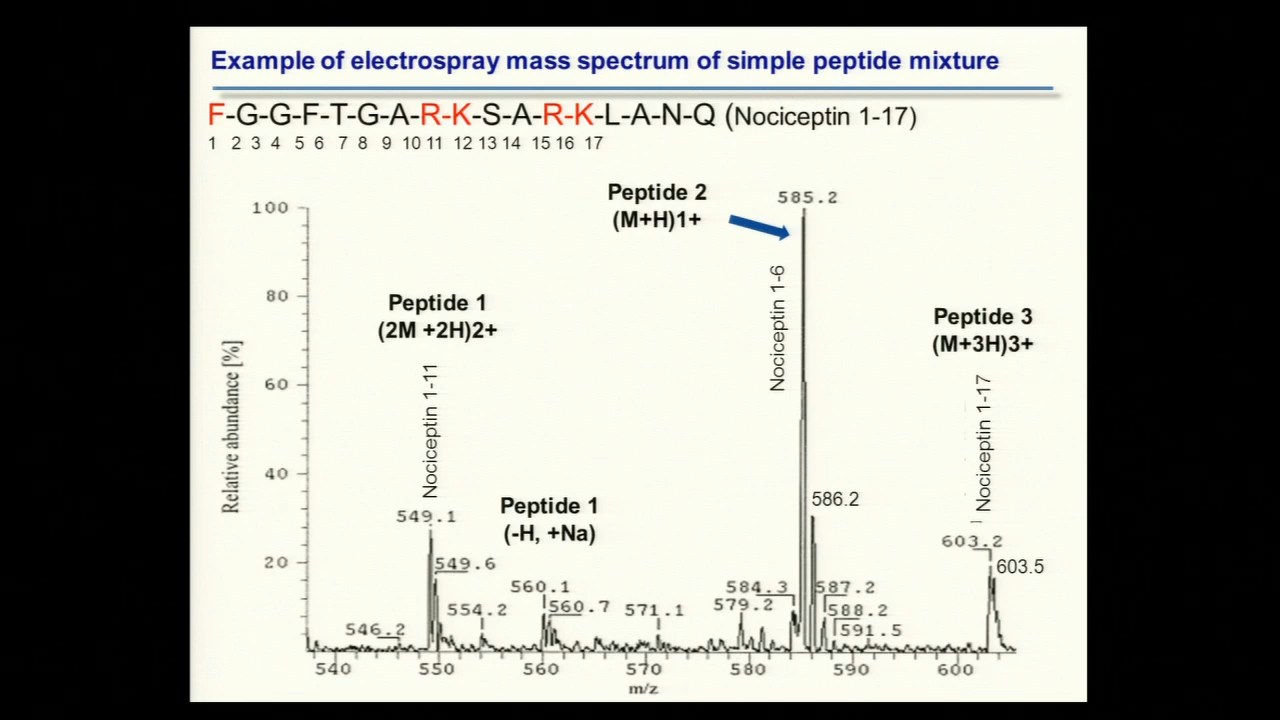 Example of electrospray mass spectrum of simple peptide mixture
F-G-G-F-T-G-A-R-K-S-A-R-K-L-A-N-Q (Nociceptin 1-17)
1 2 3 4 5 6 7 8 9 10 11 12 13 14 15 16 17
Peptide 2
(M+H)1+
585.2
100
80
60
40
20
Relative abundance [%]
Peptide 1
(2M +2H)2+
Nociceptin 1-11
Nociceptin 1-6
Peptide 3
(M+3H)3+
Nociceptin 1-17
Peptide 1
(-H, +Na)
586.2
549.1
549.6
603.2
603.5
560.1
560.7
554.2
546.2
571.1
584.3
579.2
587.2
588.2
591.5
540 550 560 570 580 590 600
m/z